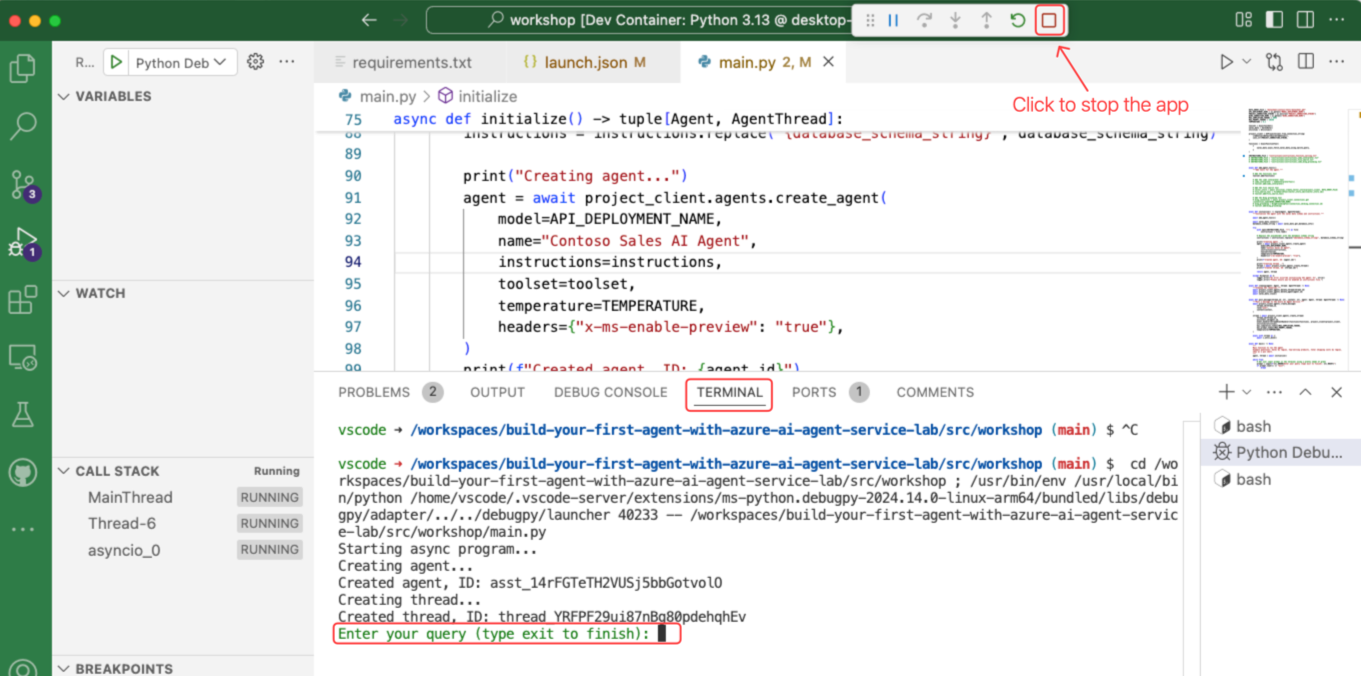 workshop [Dev Container: Python 3.13 @ desktop-
R...
Python Deb
requirements.txt
launch.json M
main.py 2, M
Click to stop the app
VARIABLES
WATCH
CALL STACK
Running
MainThread
RUNNING
Thread-6
RUNNING
asyncio_0
RUNNING
BREAKPOINTS
3
1
main.py > initialize
75 async def initialize() -> tuple[Agent, AgentThread]:
88 instructions = instructions.replace("{database_schema_string}", database_schema_string)
89
90 print("Creating agent...")
91 agent = await project_client.agents.create_agent(
92 model=API_DEPLOYMENT_NAME,
93 name="Contoso Sales AI Agent",
94 instructions=instructions,
95 toolset=toolset,
96 temperature=TEMPERATURE,
97 headers={"x-ms-enable-preview": "true"},
98 )
99 print(f"Created agent, ID: {agent.id}")
PROBLEMS 2 OUTPUT DEBUG CONSOLE TERMINAL PORTS 1 COMMENTS
vscode → /workspaces/build-your-first-agent-with-azure-ai-agent-service-lab/src/workshop (main) $ ^C
vscode → /workspaces/build-your-first-agent-with-azure-ai-agent-service-lab/src/workshop (main) $ cd /wo
rkspaces/build-your-first-agent-with-azure-ai-agent-service-lab/src/workshop ; /usr/bin/env /usr/local/bi
n/python /home/vscode/.vscode-server/extensions/ms-python.debugpy-2024.14.0-linux-arm64/bundled/libs/debu
gpy/adapter/../../debugpy/launcher 40233 -- /workspaces/build-your-first-agent-with-azure-ai-agent-servic
e-lab/src/workshop/main.py
Starting async program...
Creating agent...
Created agent, ID: asst_14rFGTeTH2VUSj5bbGotvolO
Creating thread...
Created thread, ID: thread_YRFPF29ui87nBg80pdehqhEv
Enter your query (type exit to finish):
bash
Python Debu...
bash